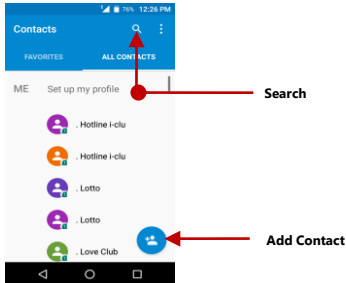 76% 12:26 PM
Contacts
FAVORITES ALL CONTACTS
ME Set up my profile
Search
. Hotline i-clu
. Hotline i-clu
. Lotto
. Lotto
Add Contact
. Love Club